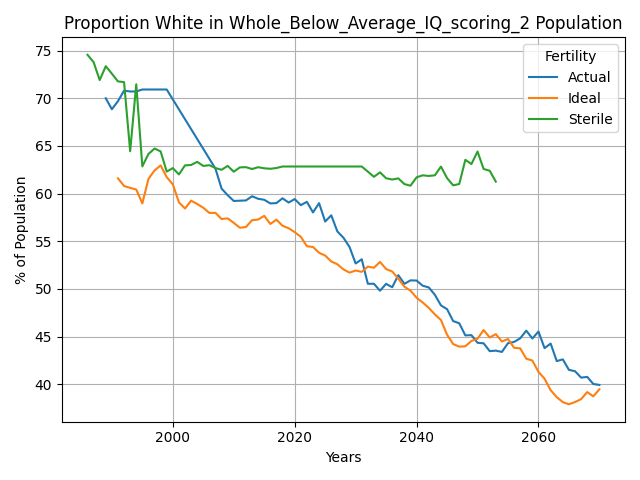 Proportion White in Whole_Below_Average_IQ_scoring_2 Population
% of Population
75
70
65
60
55
50
45
40
Fertility
Actual
Ideal
Sterile
2000
2020
2040
2060
Years